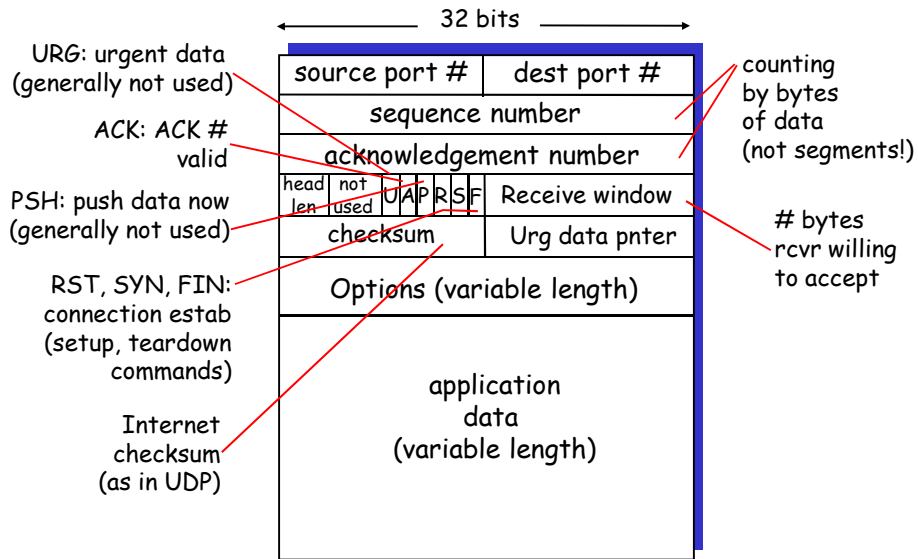 32 bits
URG: urgent data
(generally not used)
ACK: ACK #
valid
PSH: push data now
(generally not used)
RST, SYN, FIN:
connection estab
(setup, teardown
commands)
Internet
checksum
(as in UDP)
source port #
dest port #
sequence number
acknowledgement number
head
len
not
used
U
A
P
R
S
F
Receive window
checksum
Urg data pnter
Options (variable length)
application
data
(variable length)
counting
by bytes
of data
(not segments!)
# bytes
rcvr willing
to accept